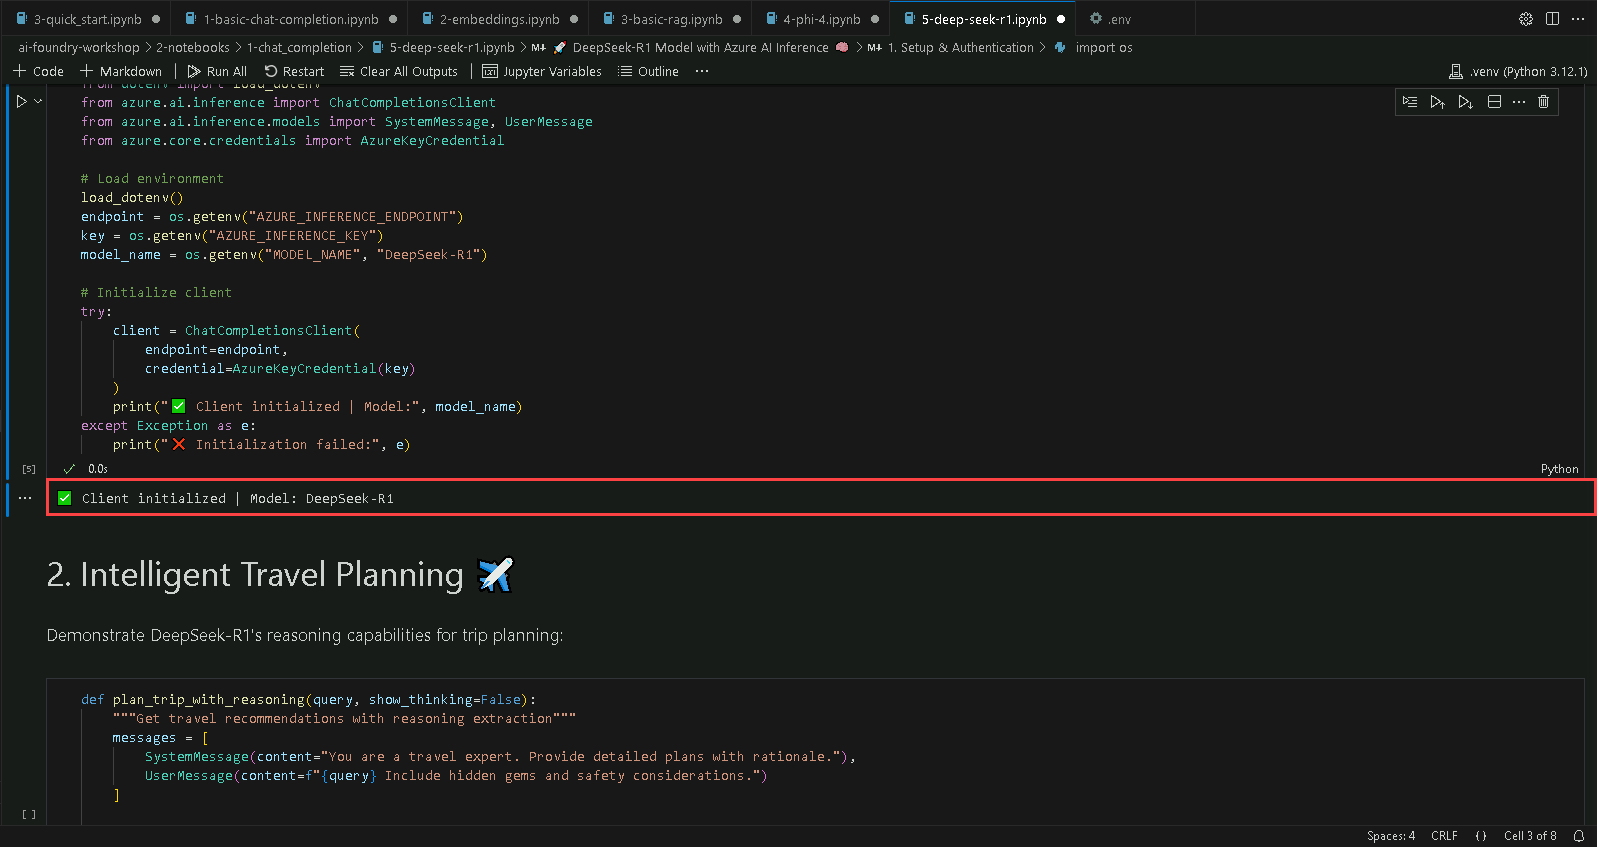 3-quick_start.ipynb ● 1-basic-chat-completion.ipynb ● 2-embeddings.ipynb ● 3-basic-rag.ipynb ● 4-phi-4.ipynb ● 5-deep-seek-r1.ipynb ● .env
ai-foundry-workshop > 2-notebooks > 1-chat_completion > 5-deep-seek-r1.ipynb > M↓ 🚀 DeepSeek-R1 Model with Azure AI Inference 🧠 > M↓ 1. Setup & Authentication > import os
+ Code + Markdown | Run All Restart Clear All Outputs | Jupyter Variables Outline ··· .venv (Python 3.12.1)
from dotenv import load_dotenv
from azure.ai.inference import ChatCompletionsClient
from azure.ai.inference.models import SystemMessage, UserMessage
from azure.core.credentials import AzureKeyCredential
# Load environment
load_dotenv()
endpoint = os.getenv("AZURE_INFERENCE_ENDPOINT")
key = os.getenv("AZURE_INFERENCE_KEY")
model_name = os.getenv("MODEL_NAME", "DeepSeek-R1")
# Initialize client
try:
    client = ChatCompletionsClient(
        endpoint=endpoint,
        credential=AzureKeyCredential(key)
    )
    print("✅ Client initialized | Model:", model_name)
except Exception as e:
    print("❌ Initialization failed:", e)
[5] ✓ 0.0s Python
✅ Client initialized | Model: DeepSeek-R1
2. Intelligent Travel Planning ✈️
Demonstrate DeepSeek-R1's reasoning capabilities for trip planning:
def plan_trip_with_reasoning(query, show_thinking=False):
    """Get travel recommendations with reasoning extraction"""
    messages = [
        SystemMessage(content="You are a travel expert. Provide detailed plans with rationale."),
        UserMessage(content=f"{query} Include hidden gems and safety considerations.")
    ]
[ ]
Spaces: 4 CRLF {} Cell 3 of 8